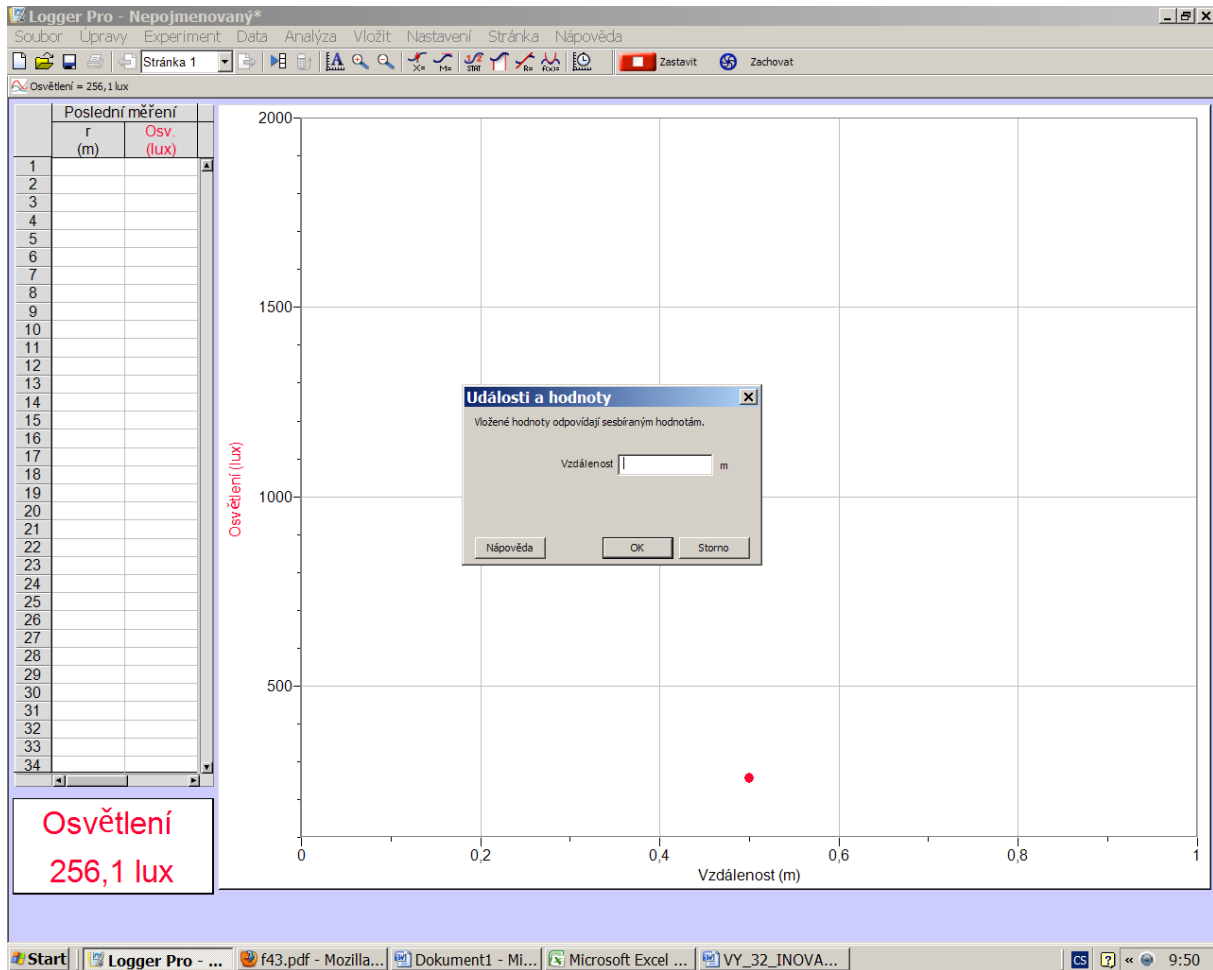 Logger Pro - Nepojmenovaný*
Soubor Úpravy Experiment Data Analýza Vložit Nastavení Stránka Nápověda
Stránka 1 Zastavit Zachovat
Osvětlení = 256,1 lux
Poslední měření
r Osv.
(m) (lux)
1
2
3
4
5
6
7
8
9
10
11
12
13
14
15
16
17
18
19
20
21
22
23
24
25
26
27
28
29
30
31
32
33
34
Osvětlení
256,1 lux
2000
1500
1000
500
Osvětlení (lux)
0 0,2 0,4 0,6 0,8 1
Vzdálenost (m)
Události a hodnoty
Vložené hodnoty odpovídají sesbíraným hodnotám.
Vzdálenost m
Nápověda OK Storno
Start Logger Pro - ... f43.pdf - Mozilla... Dokument1 - Mi... Microsoft Excel ... VY_32_INOVA... CS ? « 9:50